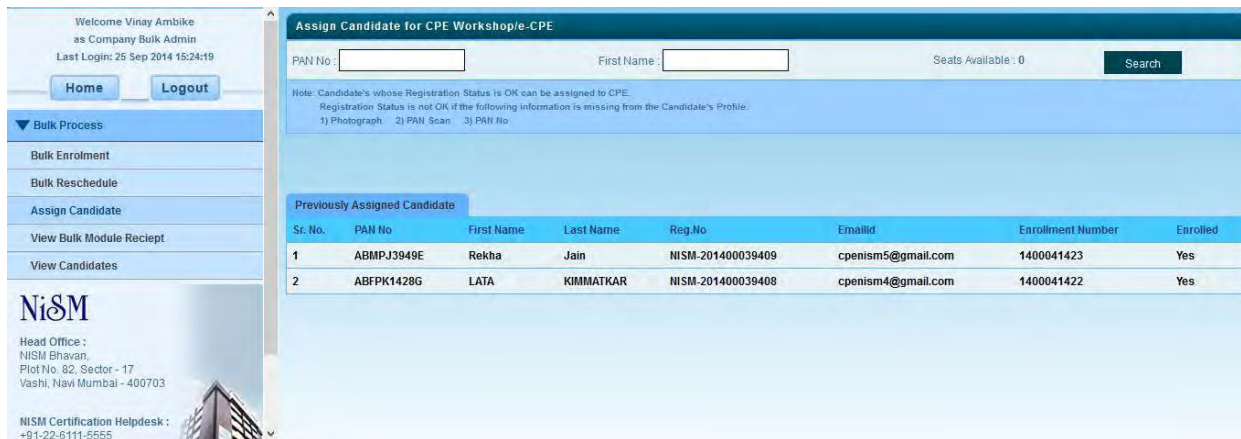 Welcome Vinay Ambike
as Company Bulk Admin
Last Login: 25 Sep 2014 15:24:19
Home Logout
Bulk Process
Bulk Enrolment
Bulk Reschedule
Assign Candidate
View Bulk Module Reciept
View Candidates
NiSM
Head Office :
NISM Bhavan,
Plot No. 82, Sector - 17
Vashi, Navi Mumbai - 400703
NISM Certification Helpdesk :
+91-22-6111-5555
Assign Candidate for CPE Workshop/e-CPE
PAN No : First Name : Seats Available : 0 Search
Note: Candidate's whose Registration Status is OK can be assigned to CPE.
Registration Status is not OK if the following information is missing from the Candidate's Profile.
1) Photograph 2) PAN Scan 3) PAN No
Previously Assigned Candidate
Sr. No. PAN No First Name Last Name Reg.No EmailId Enrollment Number Enrolled
1 ABMPJ3949E Rekha Jain NISM-201400039409 cpenism5@gmail.com 1400041423 Yes
2 ABFPK1428G LATA KIMMATKAR NISM-201400039408 cpenism4@gmail.com 1400041422 Yes